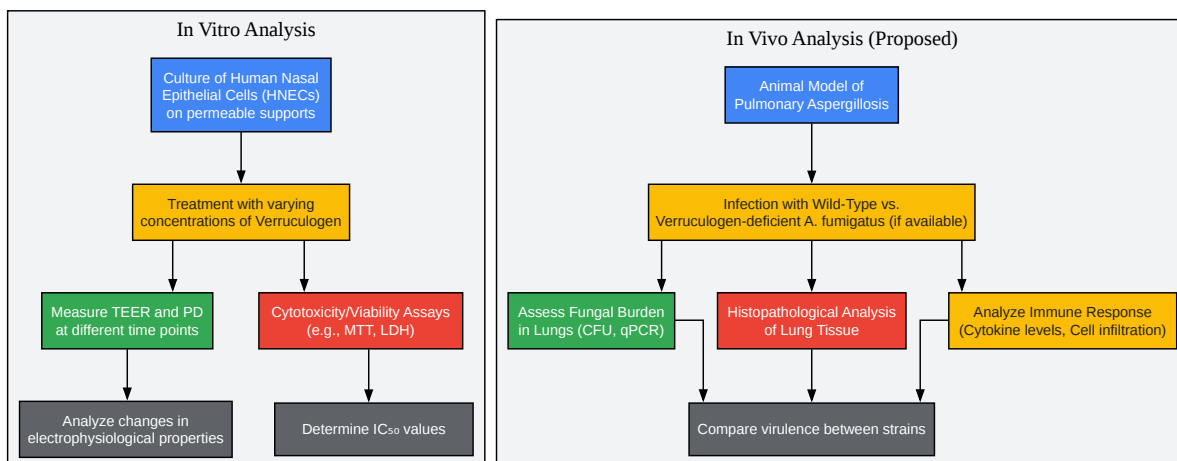 In Vitro Analysis
Culture of Human Nasal
Epithelial Cells (HNECs)
on permeable supports
Treatment with varying
concentrations of Verruculogen
Measure TEER and PD
at different time points
Cytotoxicity/Viability Assays
(e.g., MTT, LDH)
Analyze changes in
electrophysiological properties
Determine IC₅₀ values
In Vivo Analysis (Proposed)
Animal Model of
Pulmonary Aspergillosis
Infection with Wild-Type vs.
Verruculogen-deficient A. fumigatus (if available)
Assess Fungal Burden
in Lungs (CFU, qPCR)
Histopathological Analysis
of Lung Tissue
Analyze Immune Response
(Cytokine levels, Cell infiltration)
Compare virulence between strains